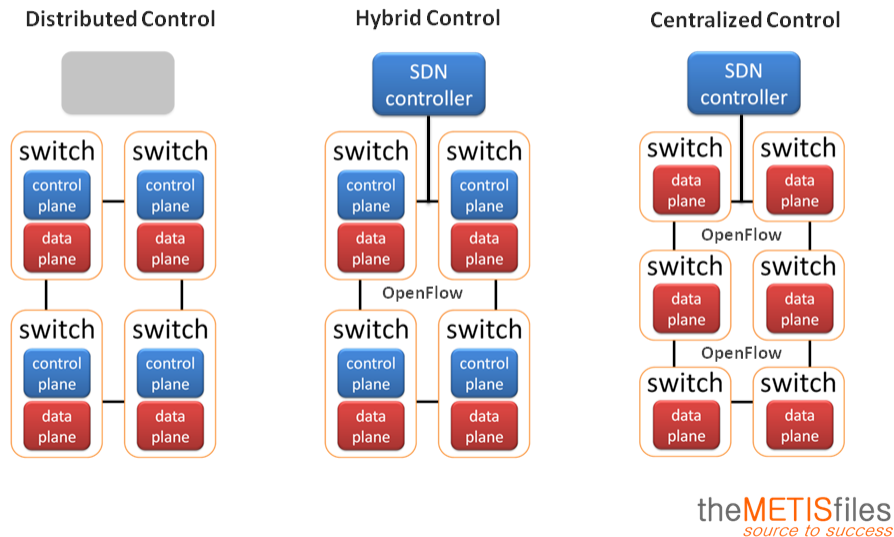 Distributed Control
Hybrid Control
Centralized Control
SDN
controller
SDN
controller
switch
switch
control
plane
control
plane
data
plane
data
plane
switch
switch
control
plane
control
plane
data
plane
data
plane
switch
switch
control
plane
control
plane
data
plane
data
plane
OpenFlow
switch
switch
control
plane
control
plane
data
plane
data
plane
switch
switch
data
plane
data
plane
OpenFlow
switch
switch
data
plane
data
plane
OpenFlow
switch
switch
data
plane
data
plane
theMETISfiles
source to success